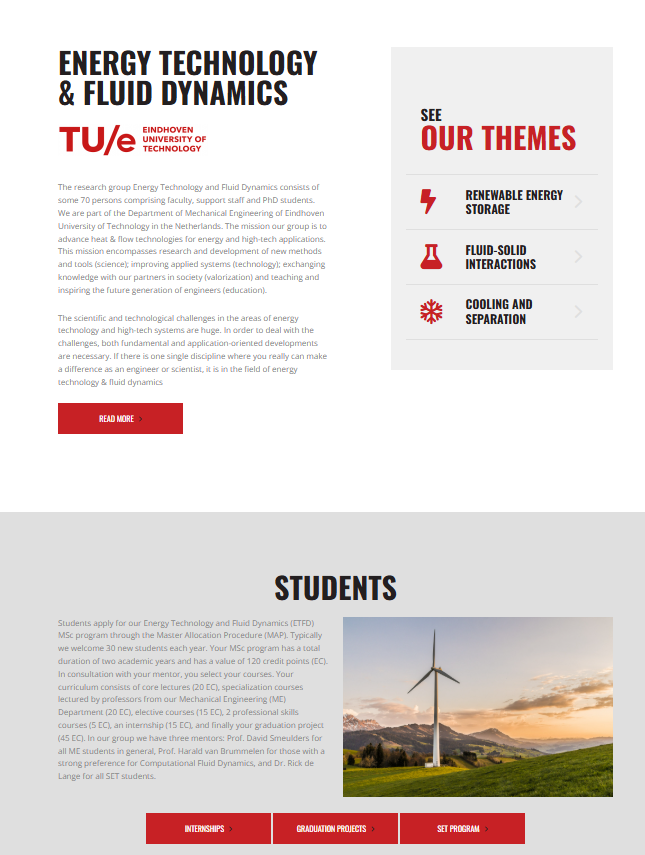 ENERGY TECHNOLOGY
& FLUID DYNAMICS
TU/e EINDHOVEN
UNIVERSITY OF
TECHNOLOGY
The research group Energy Technology and Fluid Dynamics consists of
some 70 persons comprising faculty, support staff and PhD students.
We are part of the Department of Mechanical Engineering of Eindhoven
University of Technology in the Netherlands. The mission our group is to
advance heat & flow technologies for energy and high-tech applications.
This mission encompasses research and development of new methods
and tools (science); improving applied systems (technology); exchanging
knowledge with our partners in society (valorization) and teaching and
inspiring the future generation of engineers (education).
The scientific and technological challenges in the areas of energy
technology and high-tech systems are huge. In order to deal with the
challenges, both fundamental and application-oriented developments
are necessary. If there is one single discipline where you really can make
a difference as an engineer or scientist, it is in the field of energy
technology & fluid dynamics
READ MORE
SEE
OUR THEMES
RENEWABLE ENERGY
STORAGE
FLUID-SOLID
INTERACTIONS
COOLING AND
SEPARATION
STUDENTS
Students apply for our Energy Technology and Fluid Dynamics (ETFD)
MSc program through the Master Allocation Procedure (MAP). Typically
we welcome 30 new students each year. Your MSc program has a total
duration of two academic years and has a value of 120 credit points (EC).
In consultation with your mentor, you select your courses. Your
curriculum consists of core lectures (20 EC), specialization courses
lectured by professors from our Mechanical Engineering (ME)
Department (20 EC), elective courses (15 EC), 2 professional skills
courses (5 EC), an internship (15 EC), and finally your graduation project
(45 EC). In our group we have three mentors: Prof. David Smeulders for
all ME students in general, Prof. Harald van Brummelen for those with a
strong preference for Computational Fluid Dynamics, and Dr. Rick de
Lange for all SET students.
INTERNSHIPS
GRADUATION PROJECTS
SET PROGRAM